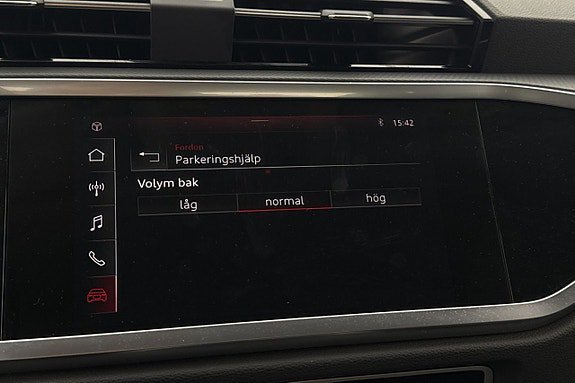 15:42
Fordon
Parkeringshjälp
Volym bak
låg normal hög